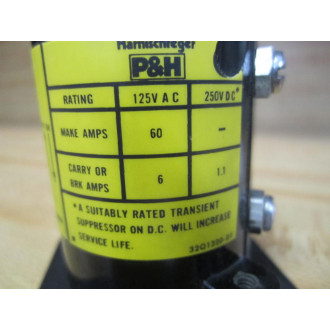 Harnischfeger
P&H
RATING 125V AC 250V DC*
MAKE AMPS 60 –
CARRY OR BRK AMPS 6 1.1
*A SUITABLY RATED TRANSIENT
SUPPRESSOR ON D.C. WILL INCREASE
SERVICE LIFE.